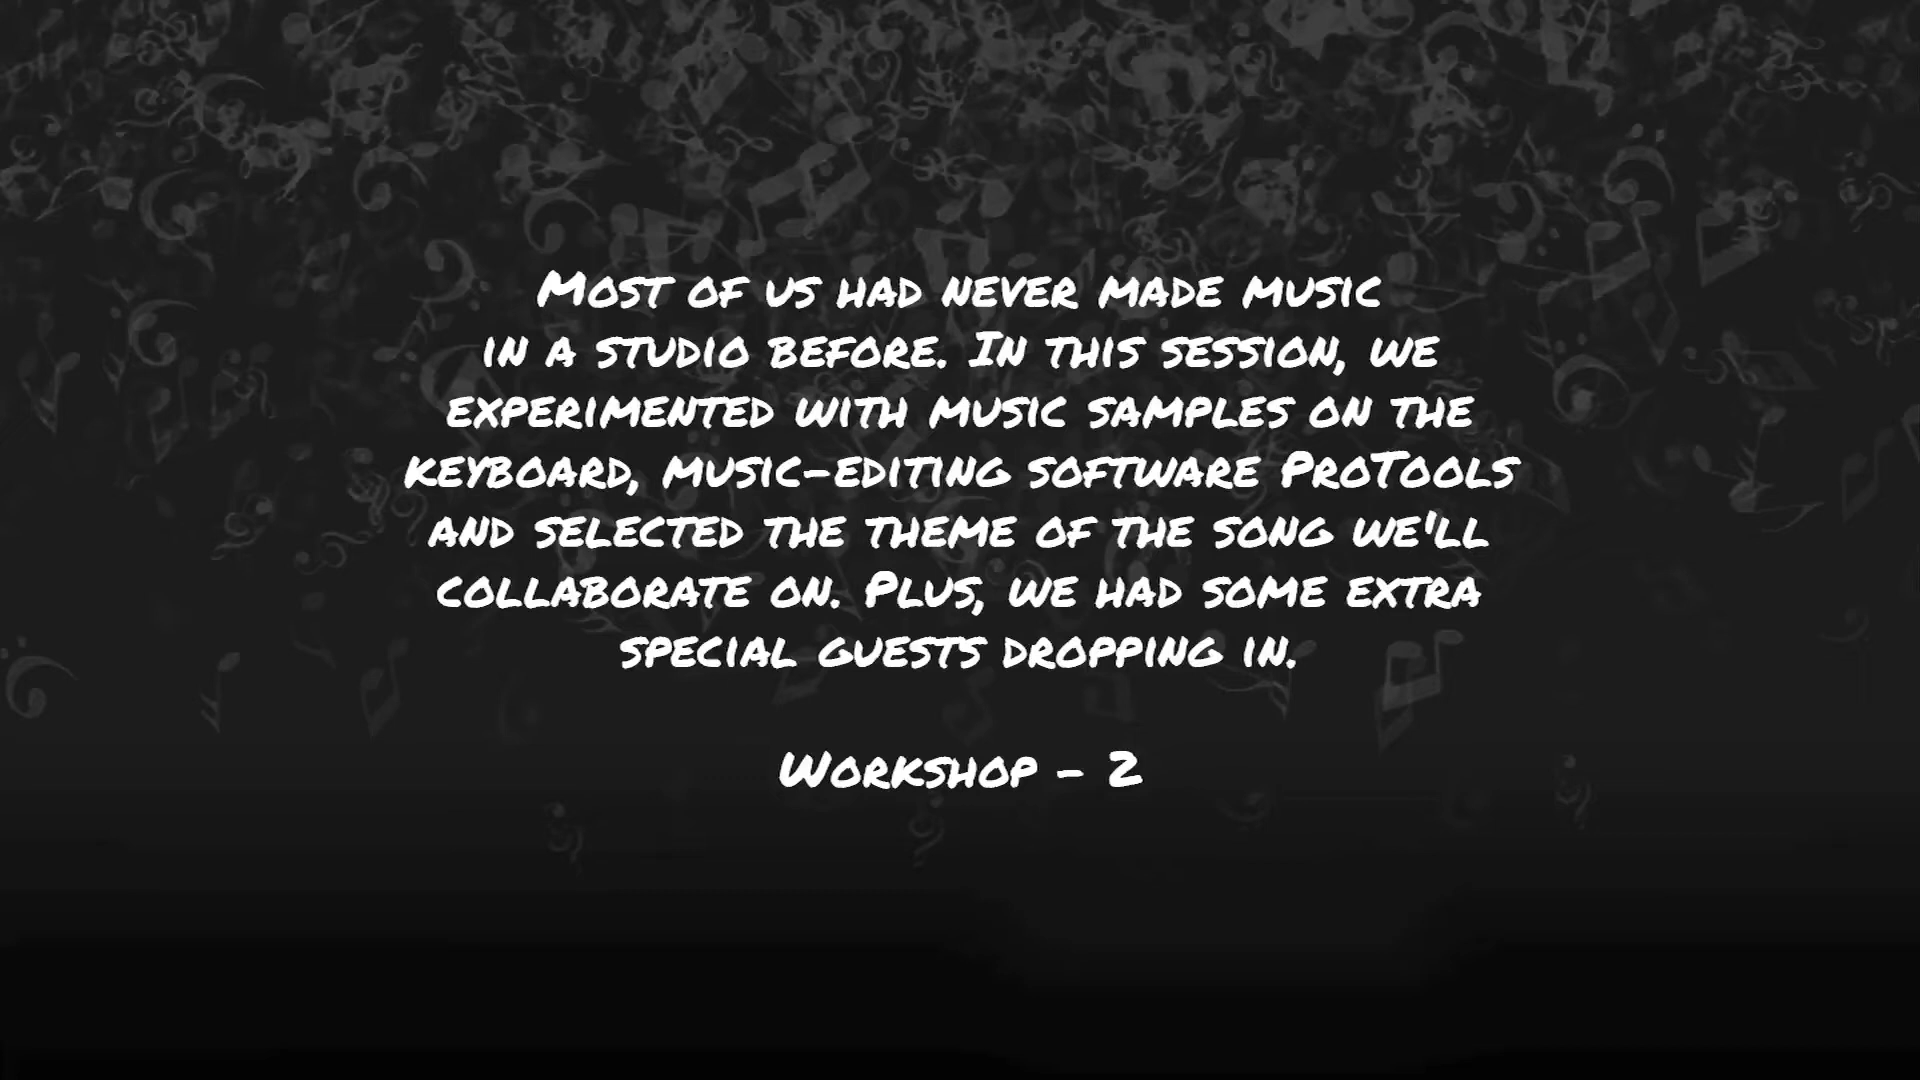 Most of us had never made music
in a studio before. In this session, we
experimented with music samples on the
keyboard, music-editing software ProTools
and selected the theme of the song we'll
collaborate on. Plus, we had some extra
special guests dropping in.
Workshop - 2